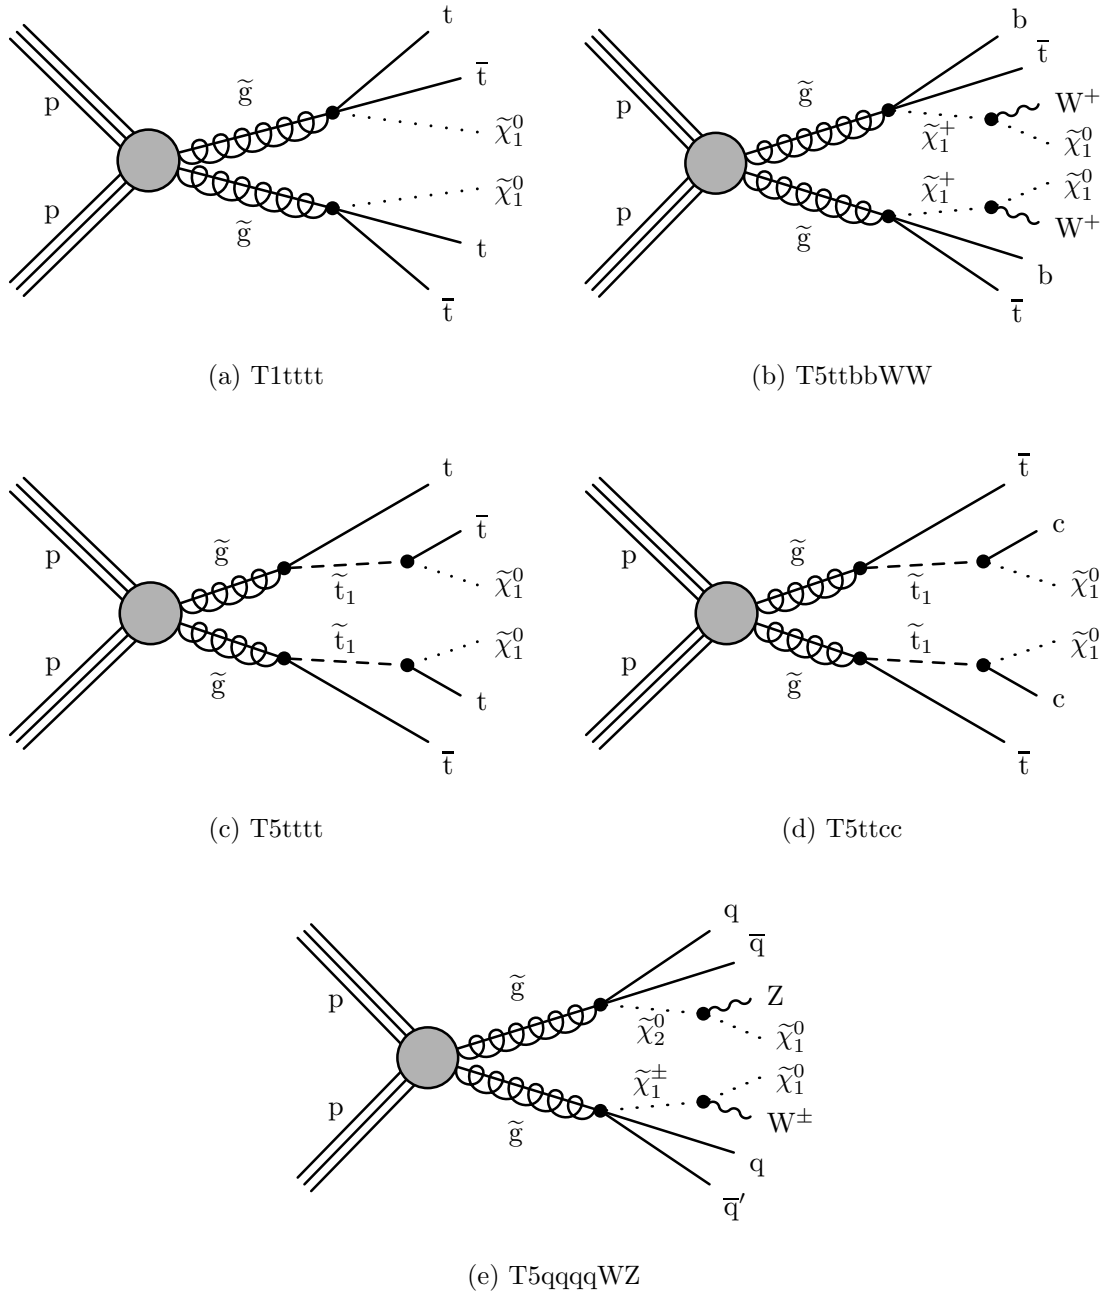 t
t̅
g̃
p
χ̃₁⁰
χ̃₁⁰
p
g̃
t
t̅
(a) T1tttt
b
t̅
g̃
W⁺
p
χ̃₁⁺
χ̃₁⁰
χ̃₁⁺
χ̃₁⁰
p
W⁺
g̃
b
t̅
(b) T5ttbbWW
t
t̅
g̃
p
t̃₁
χ̃₁⁰
t̃₁
χ̃₁⁰
p
g̃
t
t̅
(c) T5tttt
t̅
c
g̃
p
t̃₁
χ̃₁⁰
t̃₁
χ̃₁⁰
p
g̃
c
t̅
(d) T5ttcc
q
q̅
g̃
Z
p
χ̃₂⁰
χ̃₁⁰
χ̃₁±
χ̃₁⁰
p
W±
g̃
q
q̅′
(e) T5qqqqWZ